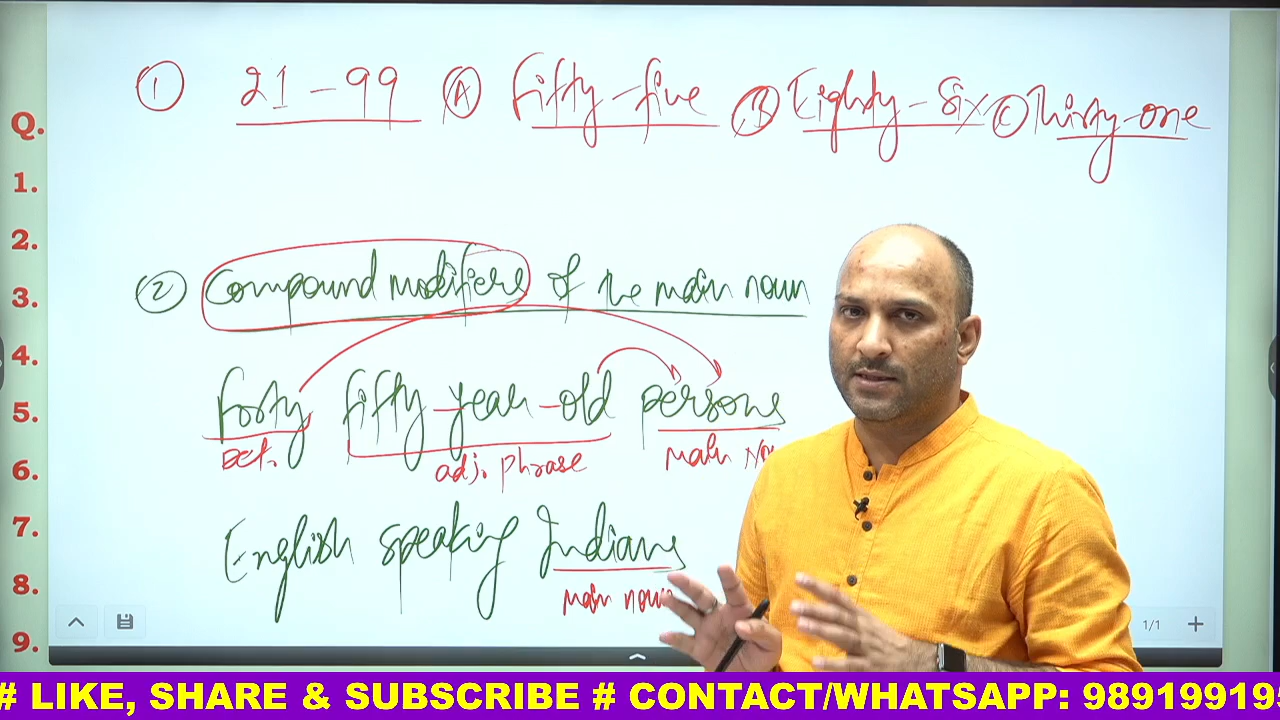 ① 21-99 Ⓐ Fifty-five Ⓑ Eighty-Six Ⓒ Thirty-one
Q.
1.
2.
② Compound modifiers of the main noun
3.
4.
Forty fifty-year-old persons
5.
Det. adj. phrase main
6.
English speaking Indians
7.
main noun
8.
1/1
9.
# LIKE, SHARE & SUBSCRIBE # CONTACT/WHATSAPP: 989199195